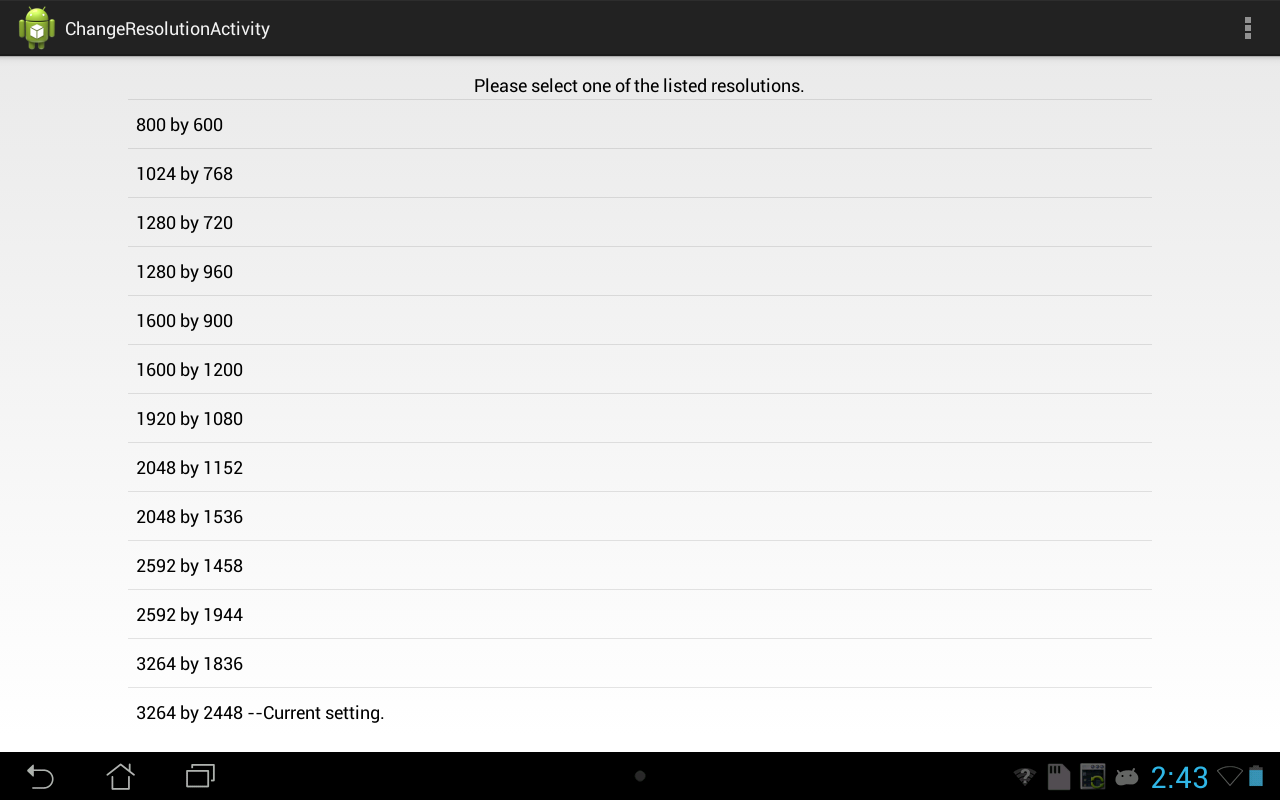 ChangeResolutionActivity
Please select one of the listed resolutions.
800 by 600
1024 by 768
1280 by 720
1280 by 960
1600 by 900
1600 by 1200
1920 by 1080
2048 by 1152
2048 by 1536
2592 by 1458
2592 by 1944
3264 by 1836
3264 by 2448 --Current setting.
2:43